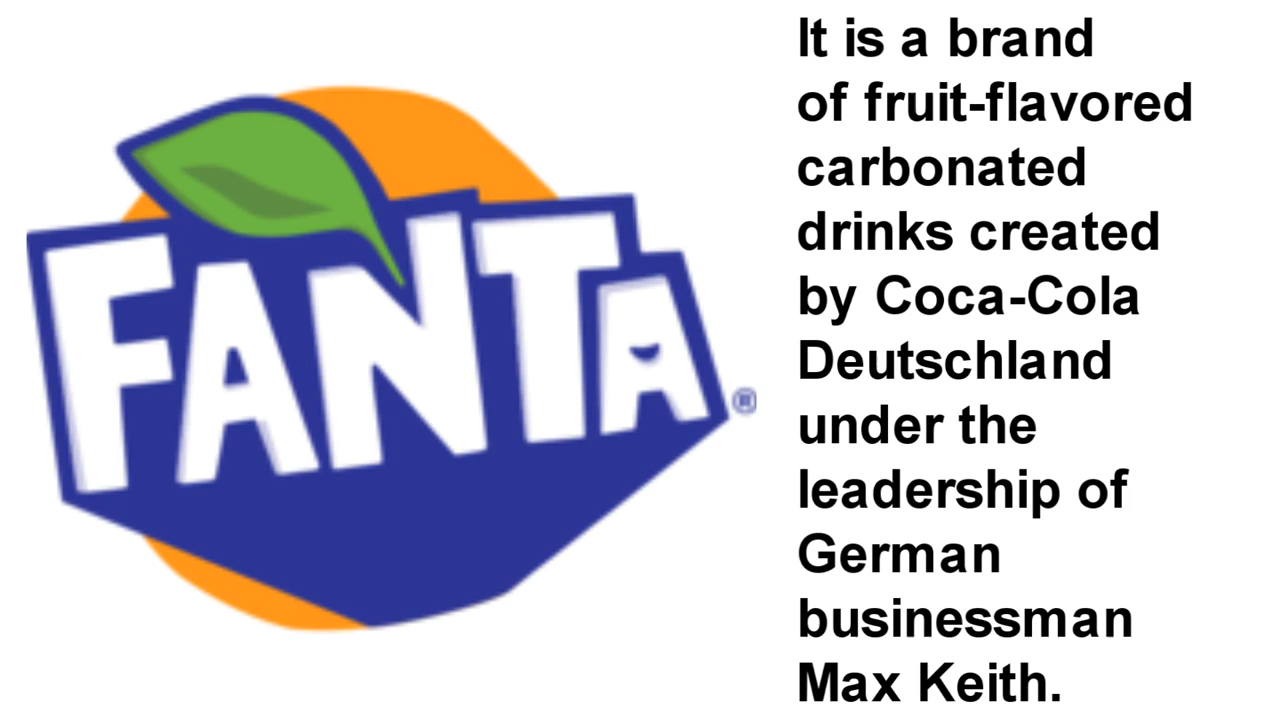 FANTA
®
It is a brand
of fruit-flavored
carbonated
drinks created
by Coca-Cola
Deutschland
under the
leadership of
German
businessman
Max Keith.